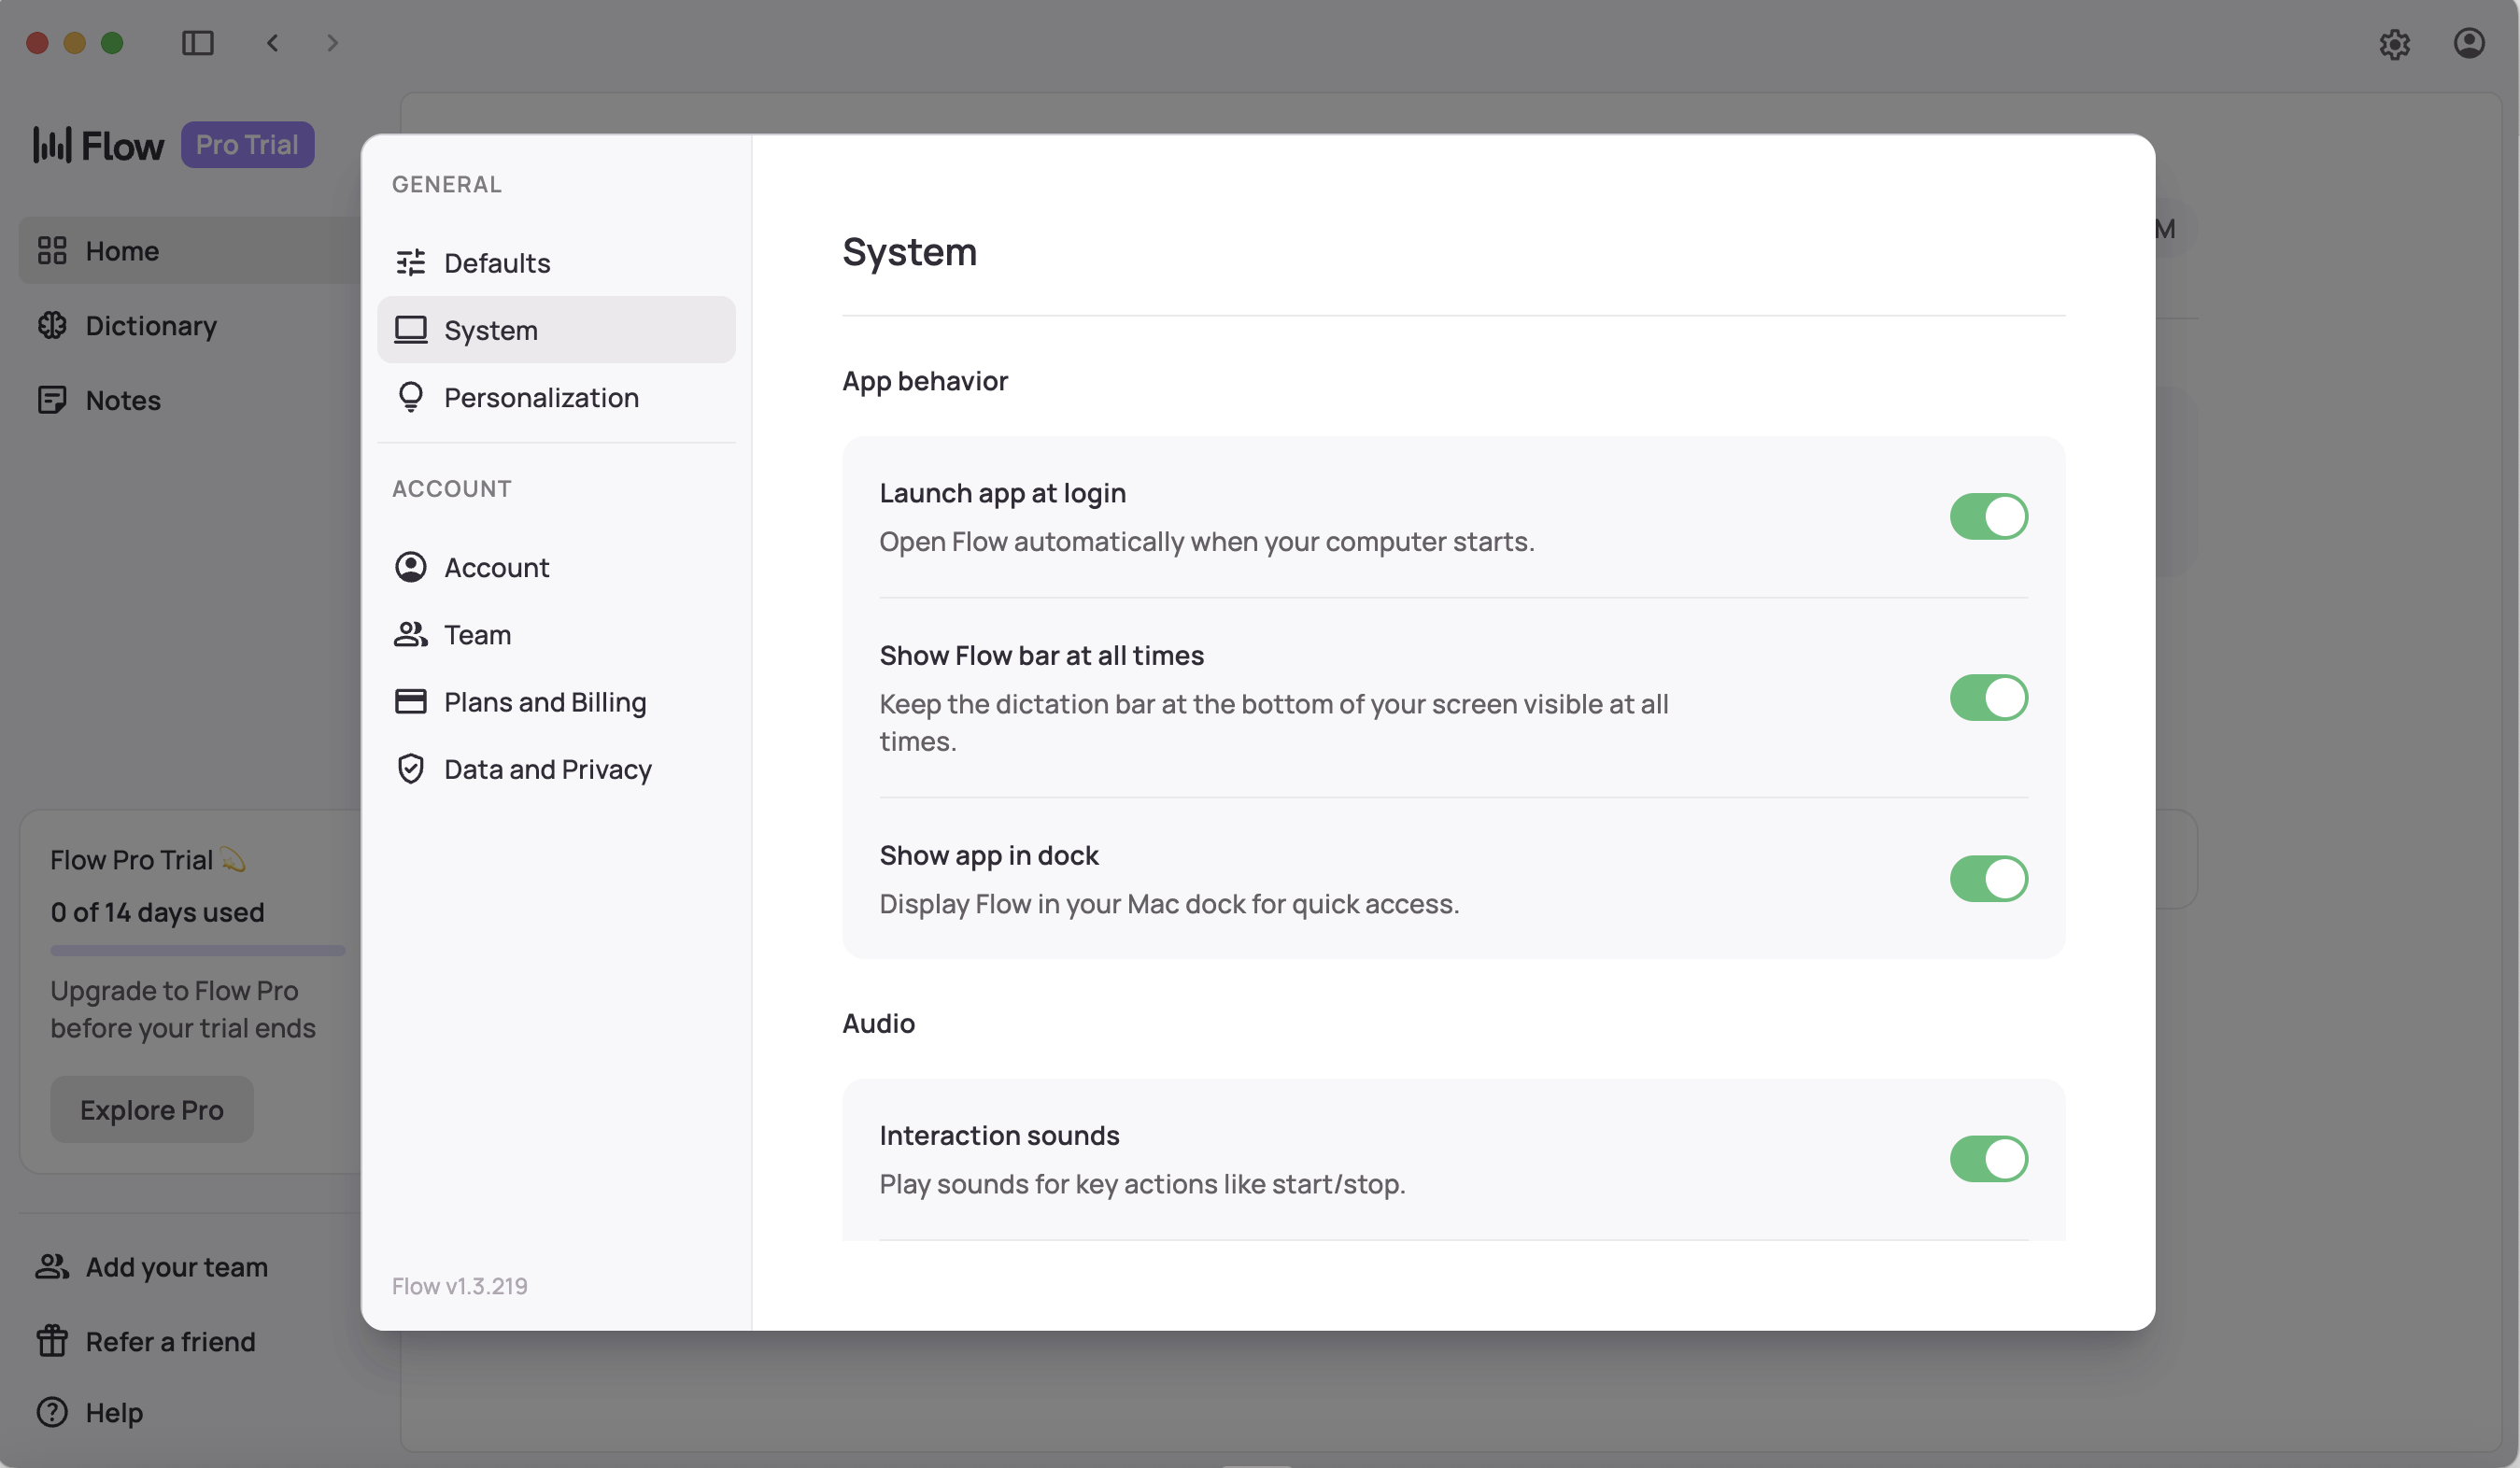 Flow
Pro Trial
Home
Dictionary
Notes
Flow Pro Trial 💫
0 of 14 days used
Upgrade to Flow Pro
before your trial ends
Explore Pro
Add your team
Refer a friend
Help
GENERAL
Defaults
System
Personalization
ACCOUNT
Account
Team
Plans and Billing
Data and Privacy
Flow v1.3.219
System
App behavior
Launch app at login
Open Flow automatically when your computer starts.
Show Flow bar at all times
Keep the dictation bar at the bottom of your screen visible at all
times.
Show app in dock
Display Flow in your Mac dock for quick access.
Audio
Interaction sounds
Play sounds for key actions like start/stop.
M